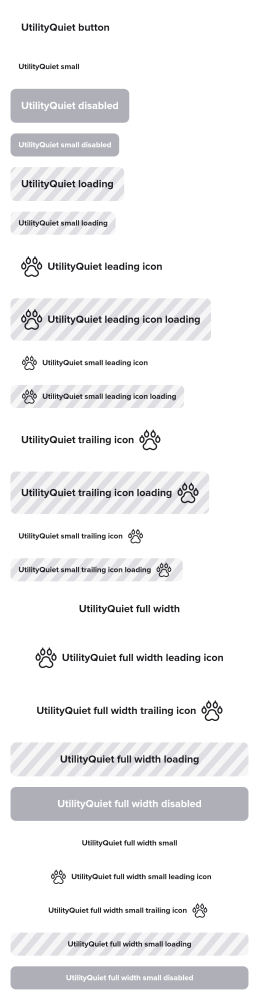 UtilityQuiet button
UtilityQuiet small
UtilityQuiet disabled
UtilityQuiet small disabled
UtilityQuiet loading
UtilityQuiet small loading
UtilityQuiet leading icon
UtilityQuiet leading icon loading
UtilityQuiet small leading icon
UtilityQuiet small leading icon loading
UtilityQuiet trailing icon
UtilityQuiet trailing icon loading
UtilityQuiet small trailing icon
UtilityQuiet small trailing icon loading
UtilityQuiet full width
UtilityQuiet full width leading icon
UtilityQuiet full width trailing icon
UtilityQuiet full width loading
UtilityQuiet full width disabled
UtilityQuiet full width small
UtilityQuiet full width small leading icon
UtilityQuiet full width small trailing icon
UtilityQuiet full width small loading
UtilityQuiet full width small disabled